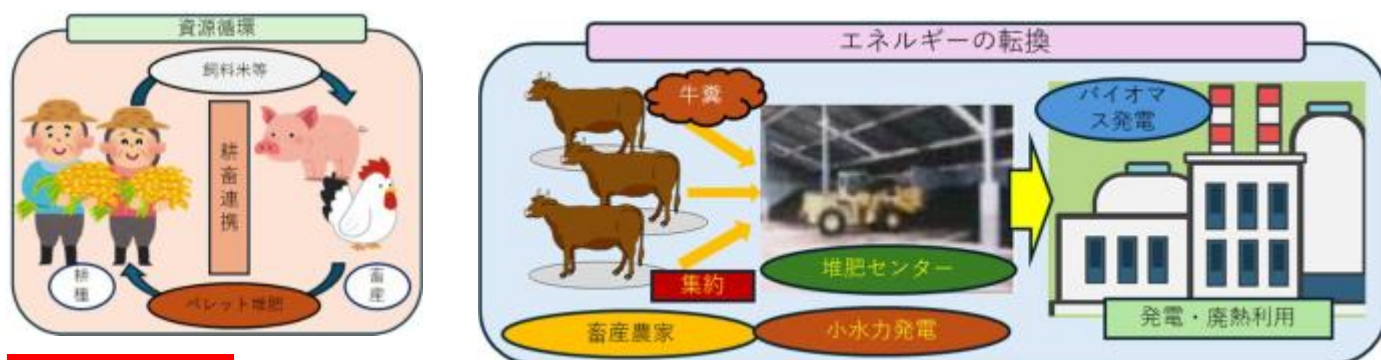 資源循環
飼料米等
耕畜連携
耕種
畜産
ペレット堆肥
エネルギーの転換
牛糞
バイオマ
ス発電
堆肥センター
集約
畜産農家
小水力発電
発電・廃熱利用